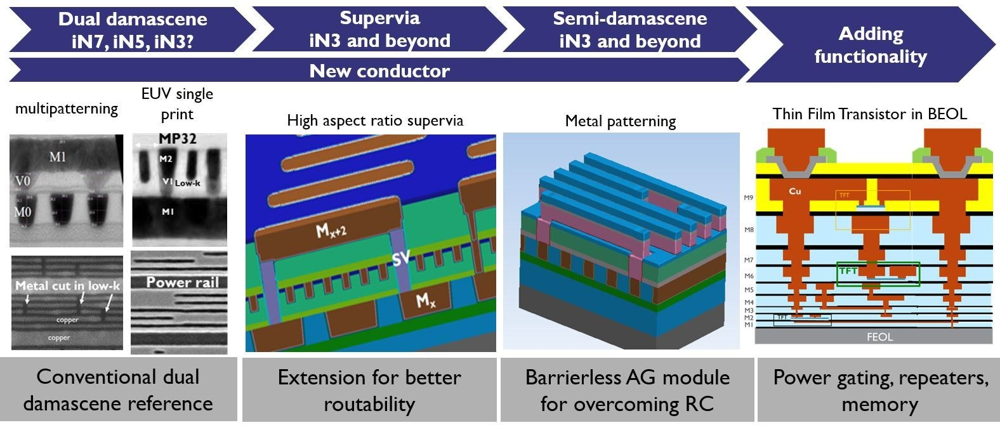 Dual damascene
iN7, iN5, iN3?
Supervia
iN3 and beyond
Semi-damascene
iN3 and beyond
Adding
functionality
New conductor
multipatterning
EUV single
print
High aspect ratio supervia
Metal patterning
Thin Film Transistor in BEOL
M1
V0
M0
MP32
M2
V1 Low-k
M1
Metal cut in low-k
copper
copper
Power rail
Mx+2
SV
Mx
Cu
TFT
M9
M8
M7
TFT
M6
M5
M4
M3
M2
TFT
M1
FEOL
Conventional dual
damascene reference
Extension for better
routability
Barrierless AG module
for overcoming RC
Power gating, repeaters,
memory